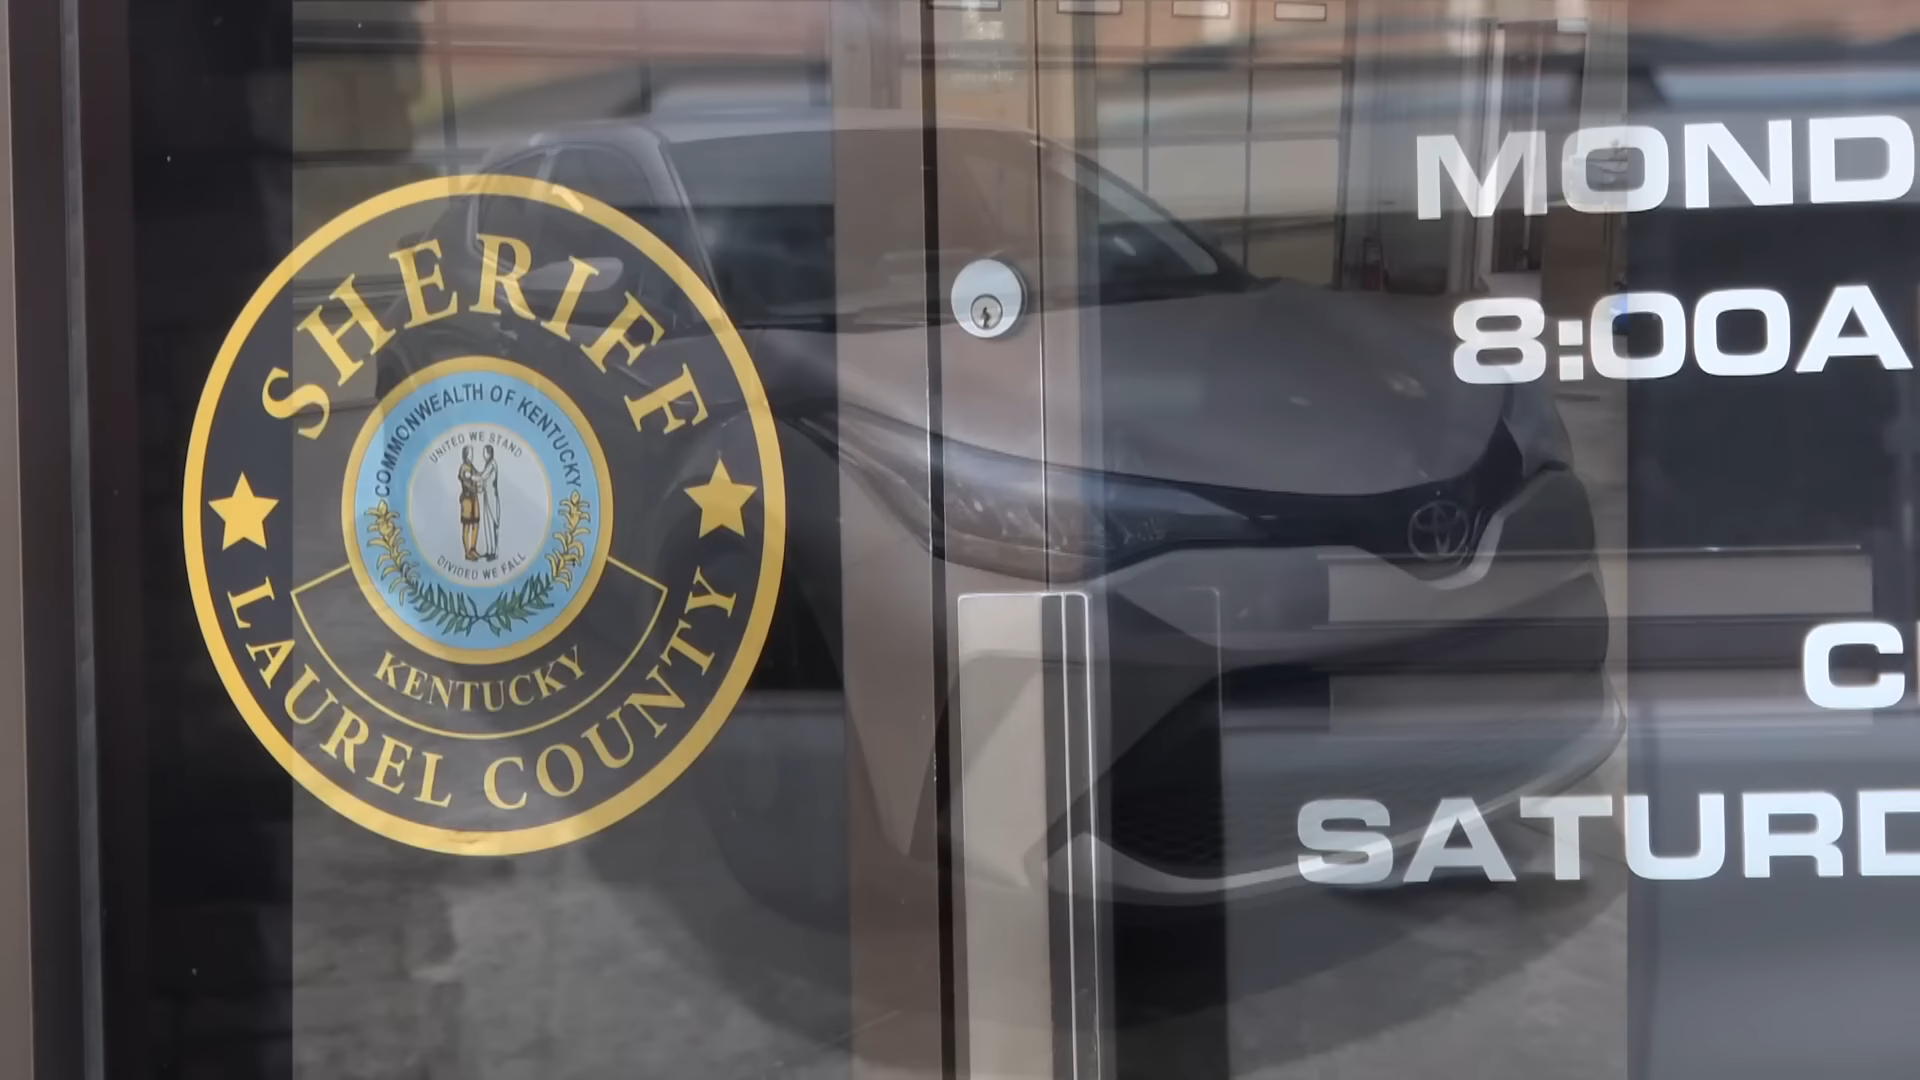 SHERIFF
COMMONWEALTH OF KENTUCKY
UNITED WE STAND
DIVIDED WE FALL
KENTUCKY
LAUREL COUNTY
MOND
8:00A
C
SATURD